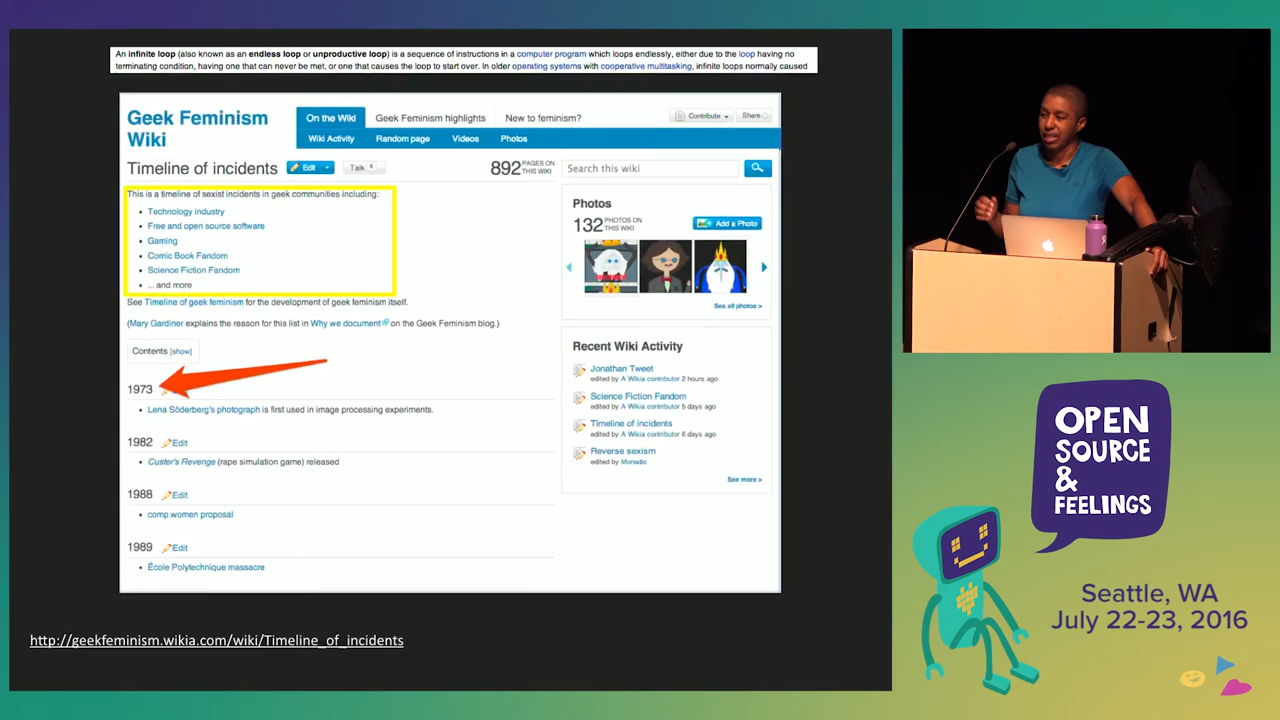 An infinite loop (also known as an endless loop or unproductive loop) is a sequence of instructions in a computer program which loops endlessly, either due to the loop having no
terminating condition, having one that can never be met, or one that causes the loop to start over. In older operating systems with cooperative multitasking, infinite loops normally caused
Geek Feminism
Wiki
On the Wiki
Geek Feminism highlights
New to feminism?
Contribute
Share
Wiki Activity
Random page
Videos
Photos
Timeline of incidents
Edit
Talk 8
892 PAGES ON THIS WIKI
Search this wiki
This is a timeline of sexist incidents in geek communities including:
• Technology industry
• Free and open source software
• Gaming
• Comic Book Fandom
• Science Fiction Fandom
• ... and more
See Timeline of geek feminism for the development of geek feminism itself.
(Mary Gardiner explains the reason for this list in Why we document on the Geek Feminism blog.)
Contents [show]
1973
• Lena Söderberg's photograph is first used in image processing experiments.
1982 Edit
• Custer's Revenge (rape simulation game) released
1988 Edit
• comp.women proposal
1989 Edit
• École Polytechnique massacre
Photos
132 PHOTOS ON THIS WIKI
Add a Photo
See all photos >
Recent Wiki Activity
Jonathan Tweet
edited by A Wikia contributor 2 hours ago
Science Fiction Fandom
edited by A Wikia contributor 5 days ago
Timeline of incidents
edited by A Wikia contributor 6 days ago
Reverse sexism
edited by Monadic
See more >
http://geekfeminism.wikia.com/wiki/Timeline_of_incidents
OPEN
SOURCE
&
FEELINGS
Seattle, WA
July 22-23, 2016